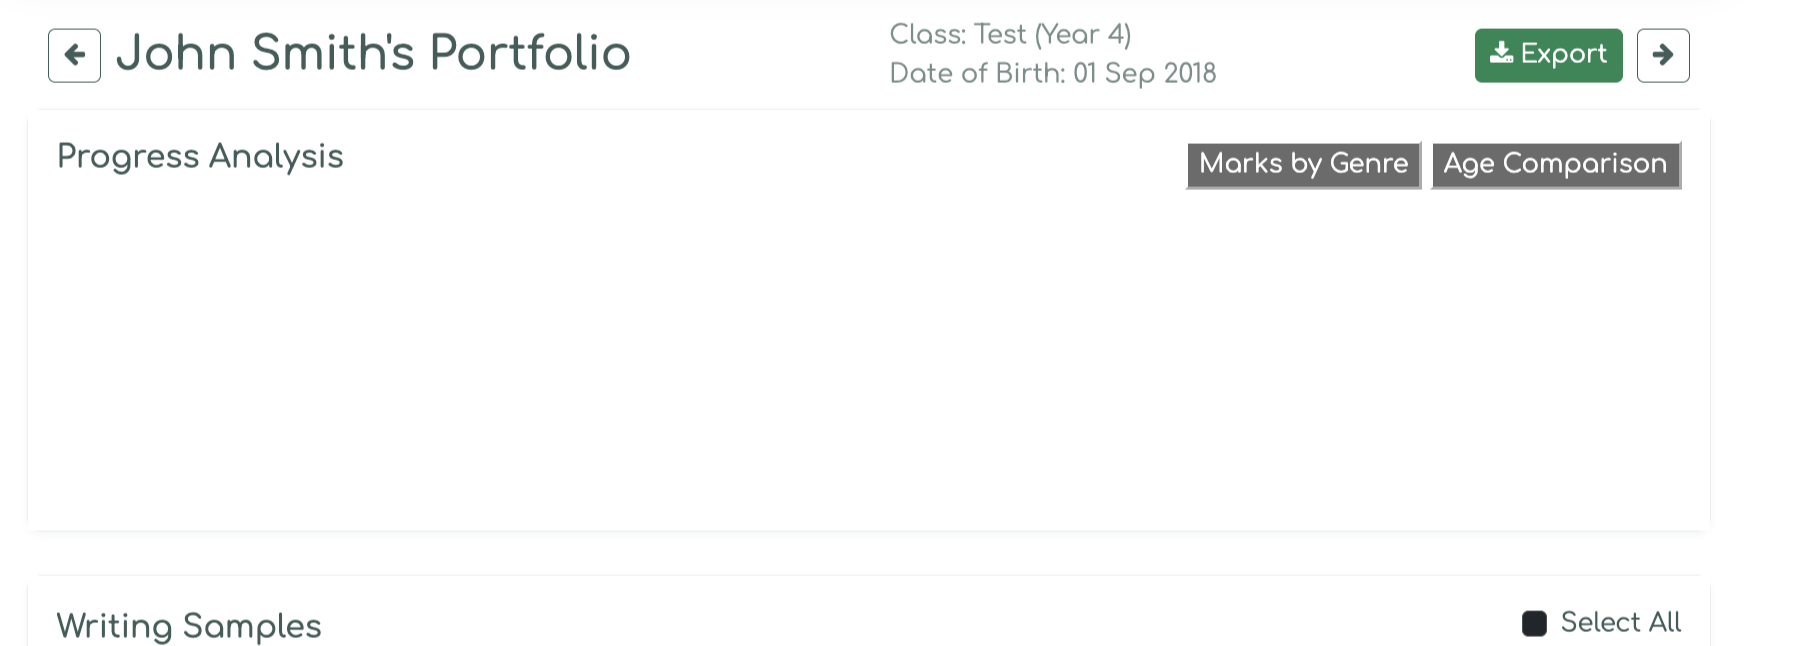 John Smith's Portfolio
Class: Test (Year 4)
Date of Birth: 01 Sep 2018
Export
Progress Analysis
Marks by Genre
Age Comparison
Writing Samples
Select All